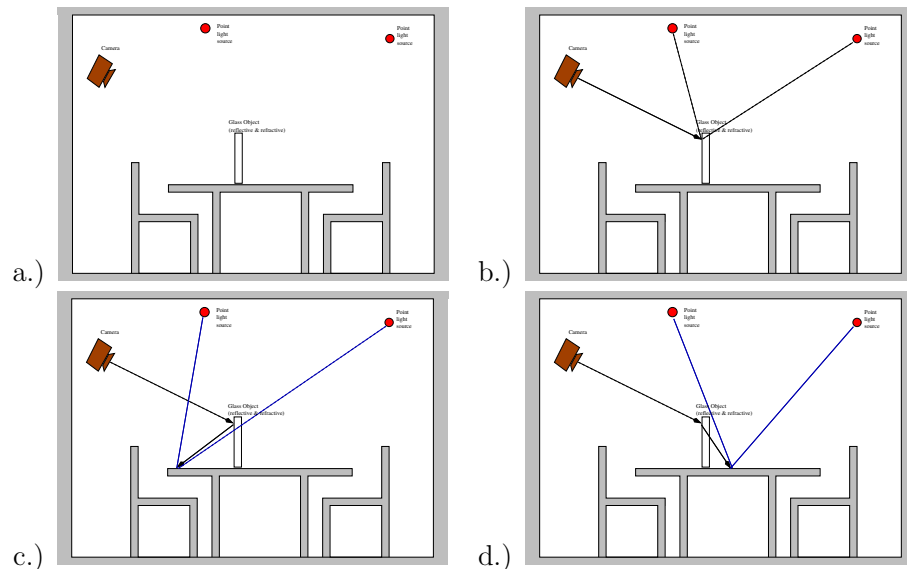 Point
light
source
Point
light
source
Camera
Glass Object
(reflective & refractive)
a.)
Point
light
source
Point
light
source
Camera
Glass Object
(reflective & refractive)
b.)
Point
light
source
Point
light
source
Camera
Glass Object
(reflective & refractive)
c.)
Point
light
source
Point
light
source
Camera
Glass Object
(reflective & refractive)
d.)